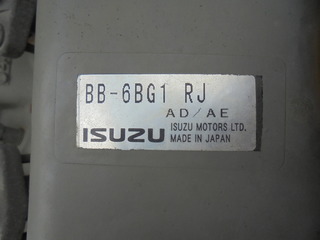 BB-6BG1 RJ
AD/AE
ISUZU ISUZU MOTORS LTD.
MADE IN JAPAN